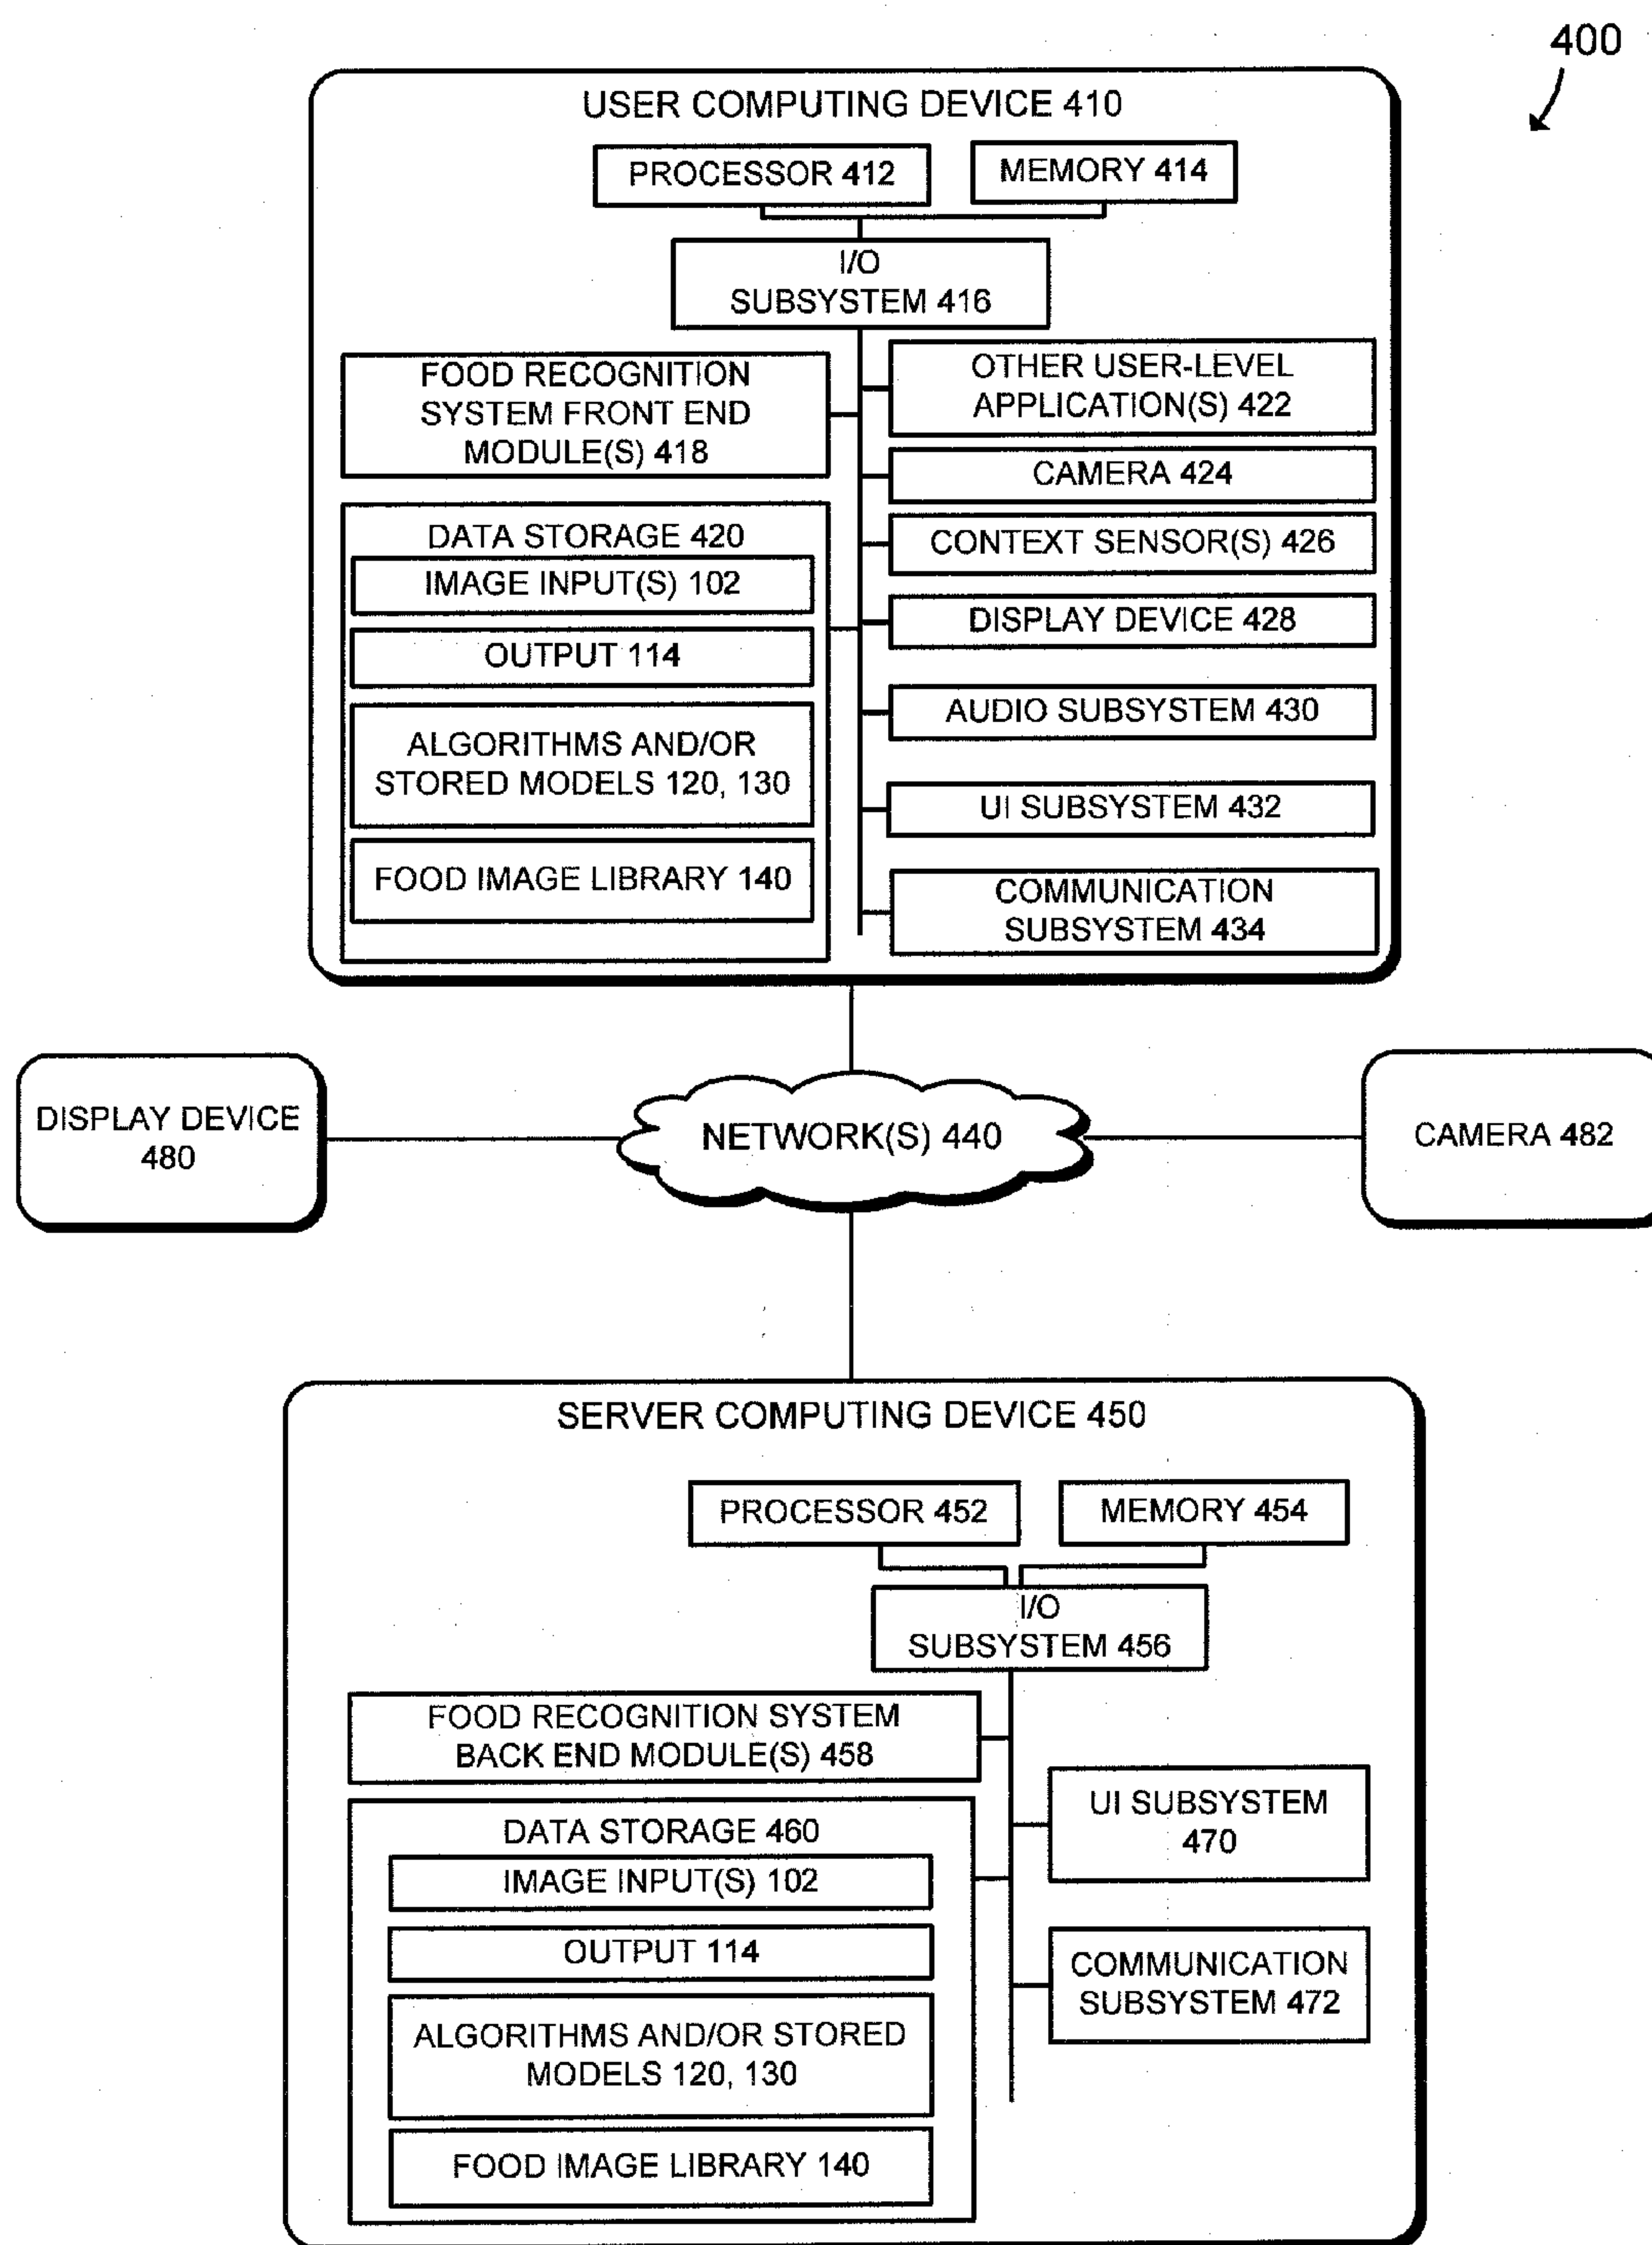 400
USER COMPUTING DEVICE 410
PROCESSOR 412
MEMORY 414
I/O
SUBSYSTEM 416
FOOD RECOGNITION
SYSTEM FRONT END
MODULE(S) 418
DATA STORAGE 420
IMAGE INPUT(S) 102
OUTPUT 114
ALGORITHMS AND/OR
STORED MODELS 120, 130
FOOD IMAGE LIBRARY 140
OTHER USER-LEVEL
APPLICATION(S) 422
CAMERA 424
CONTEXT SENSOR(S) 426
DISPLAY DEVICE 428
AUDIO SUBSYSTEM 430
UI SUBSYSTEM 432
COMMUNICATION
SUBSYSTEM 434
DISPLAY DEVICE
480
NETWORK(S) 440
CAMERA 482
SERVER COMPUTING DEVICE 450
PROCESSOR 452
MEMORY 454
I/O
SUBSYSTEM 456
FOOD RECOGNITION SYSTEM
BACK END MODULE(S) 458
DATA STORAGE 460
IMAGE INPUT(S) 102
OUTPUT 114
ALGORITHMS AND/OR STORED
MODELS 120, 130
FOOD IMAGE LIBRARY 140
UI SUBSYSTEM
470
COMMUNICATION
SUBSYSTEM 472